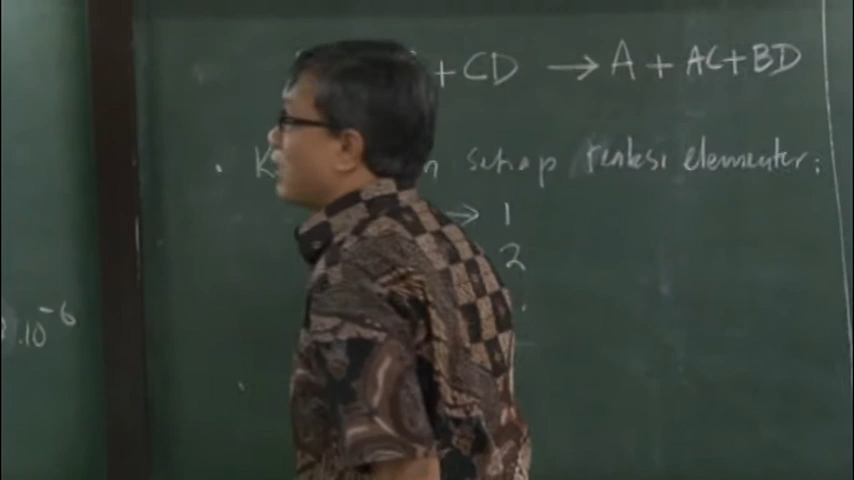 + CD → A + AC + BD
setiap reaksi elementer;
→ 1
2
.10⁻⁶